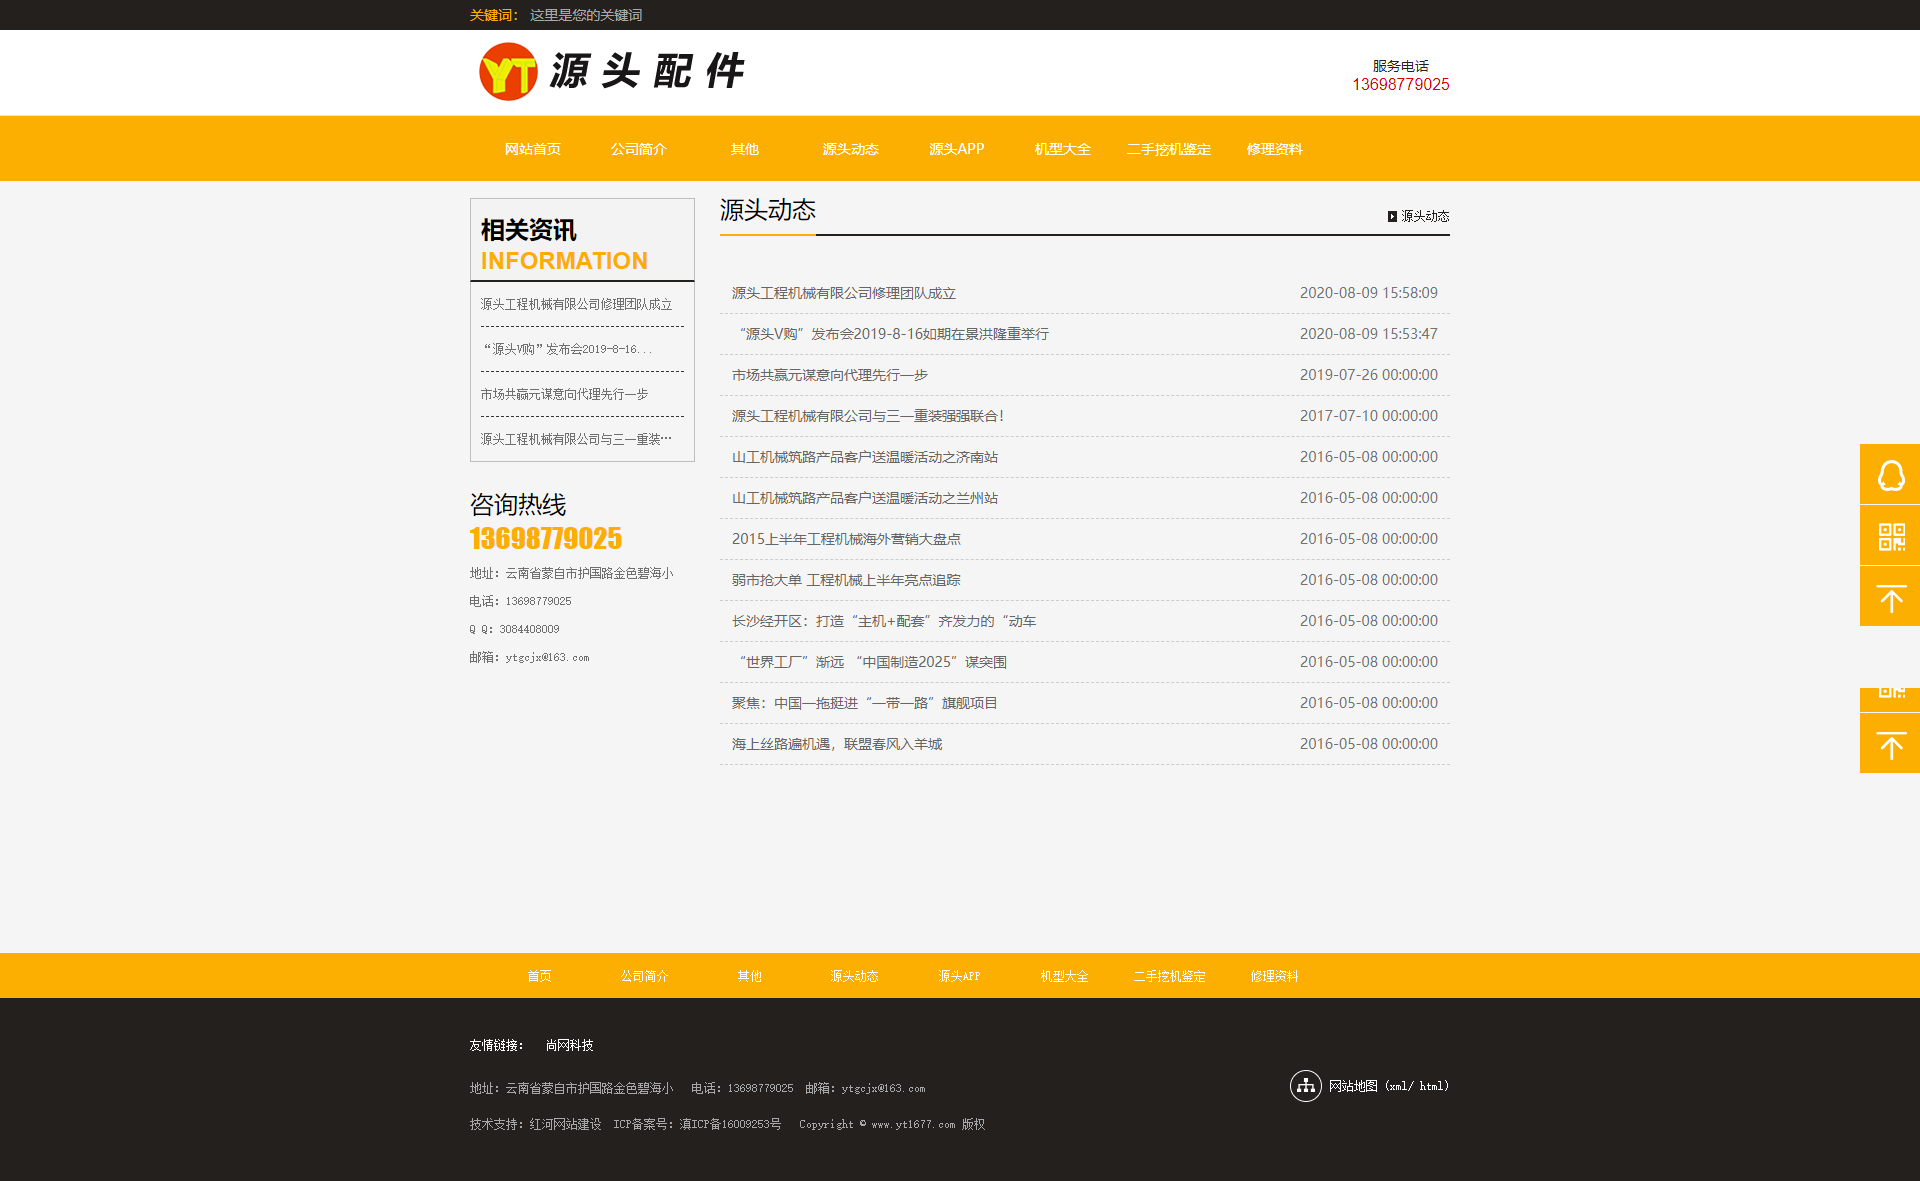 关键词： 这里是您的关键词
YT 源头配件
服务电话
13698779025
网站首页 公司简介 其他 源头动态 源头APP 机型大全 二手挖机鉴定 修理资料
相关资讯
INFORMATION
源头工程机械有限公司修理团队成立
“源头V购”发布会2019-8-16...
市场共赢元谋意向代理先行一步
源头工程机械有限公司与三一重装…
咨询热线
13698779025
地址：云南省蒙自市护国路金色碧海小
电话：13698779025
Q Q：3084408009
邮箱：ytgcjx@163.com
源头动态
源头动态
源头工程机械有限公司修理团队成立 2020-08-09 15:58:09
“源头V购”发布会2019-8-16如期在景洪隆重举行 2020-08-09 15:53:47
市场共赢元谋意向代理先行一步 2019-07-26 00:00:00
源头工程机械有限公司与三一重装强强联合！ 2017-07-10 00:00:00
山工机械筑路产品客户送温暖活动之济南站 2016-05-08 00:00:00
山工机械筑路产品客户送温暖活动之兰州站 2016-05-08 00:00:00
2015上半年工程机械海外营销大盘点 2016-05-08 00:00:00
弱市抢大单 工程机械上半年亮点追踪 2016-05-08 00:00:00
长沙经开区：打造“主机+配套”齐发力的“动车 2016-05-08 00:00:00
“世界工厂”渐远 “中国制造2025”谋突围 2016-05-08 00:00:00
聚焦：中国一拖挺进“一带一路”旗舰项目 2016-05-08 00:00:00
海上丝路遍机遇，联盟春风入羊城 2016-05-08 00:00:00
首页 公司简介 其他 源头动态 源头APP 机型大全 二手挖机鉴定 修理资料
友情链接： 尚网科技
地址：云南省蒙自市护国路金色碧海小 电话：13698779025 邮箱：ytgcjx@163.com
网站地图（xml/ html）
技术支持：红河网站建设 ICP备案号：滇ICP备16009253号 Copyright © www.yt1677.com 版权